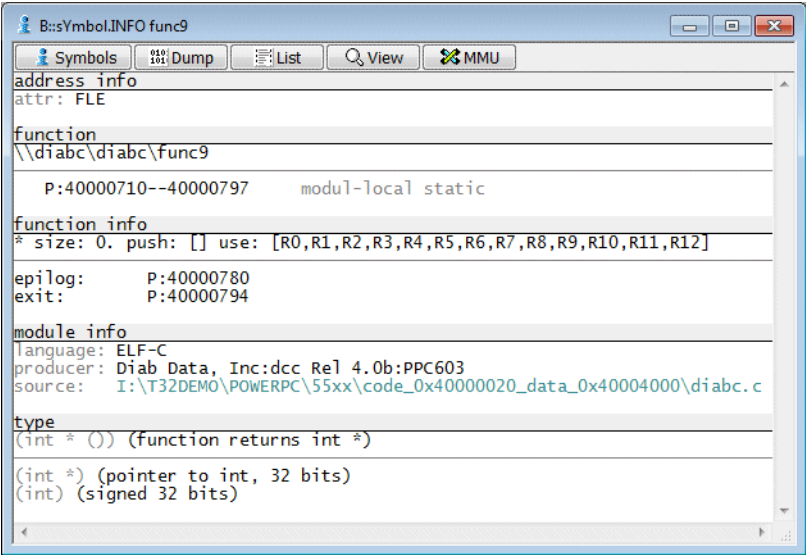 B::sYmbol.INFO func9
Symbols Dump List View MMU
address info
attr: FLE
function
\\diabc\diabc\func9
P:40000710--40000797 modul-local static
function info
* size: 0. push: [] use: [R0,R1,R2,R3,R4,R5,R6,R7,R8,R9,R10,R11,R12]
epilog: P:40000780
exit: P:40000794
module info
language: ELF-C
producer: Diab Data, Inc:dcc Rel 4.0b:PPC603
source: I:\T32DEMO\POWERPC\55xx\code_0x40000020_data_0x40004000\diabc.c
type
(int * ()) (function returns int *)
(int *) (pointer to int, 32 bits)
(int) (signed 32 bits)